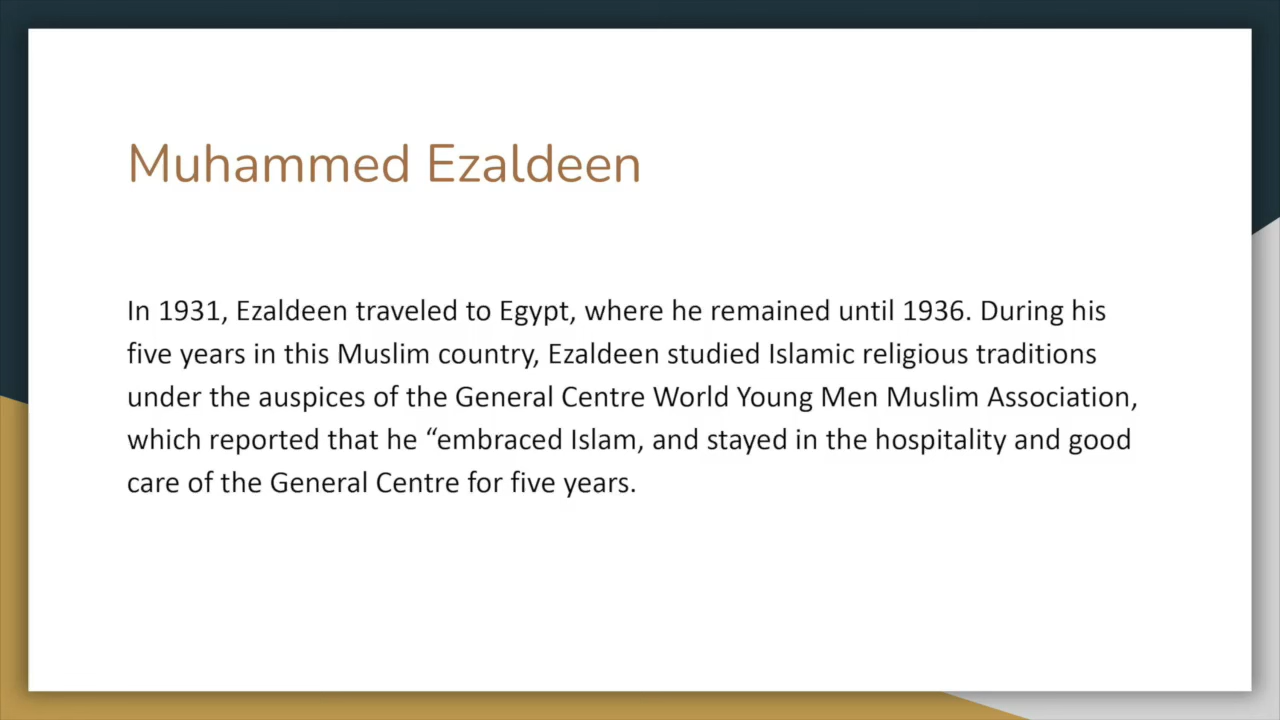 Muhammed Ezaldeen
In 1931, Ezaldeen traveled to Egypt, where he remained until 1936. During his
five years in this Muslim country, Ezaldeen studied Islamic religious traditions
under the auspices of the General Centre World Young Men Muslim Association,
which reported that he “embraced Islam, and stayed in the hospitality and good
care of the General Centre for five years.